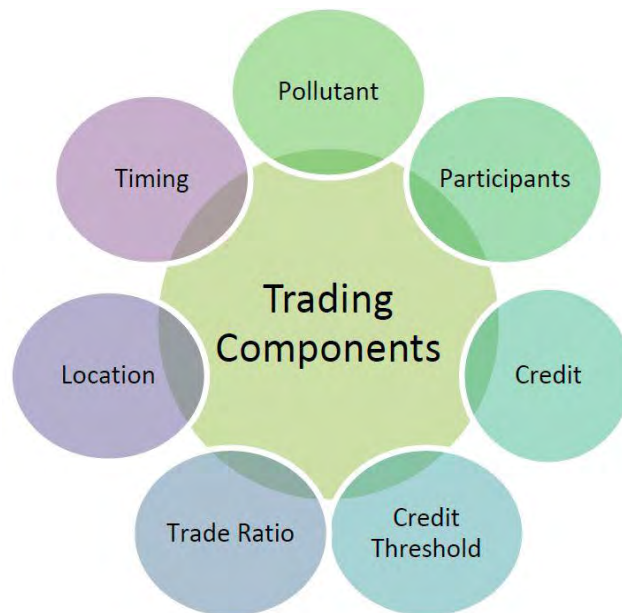 Pollutant
Timing
Participants
Trading
Components
Location
Credit
Trade Ratio
Credit
Threshold